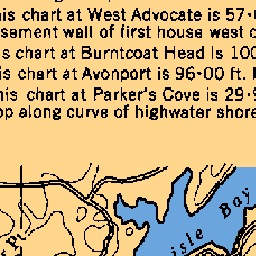 his chart at West Advocate is 57·
sement wall of first house west o
s chart at Burntcoat Head Is 100
is chart at Avonport is 96·00 ft.
his chart at Parker's Cove is 29·
op along curve of highwater shore
isle Bay